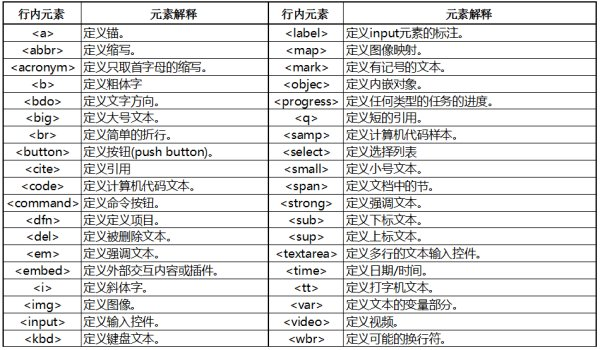 行内元素 元素解释 行内元素 元素解释
<a> 定义锚。 <label> 定义input元素的标注。
<abbr> 定义缩写。 <map> 定义图像映射。
<acronym> 定义只取首字母的缩写。 <mark> 定义有记号的文本。
<b> 定义粗体字 <objec> 定义内嵌对象。
<bdo> 定义文字方向。 <progress> 定义任何类型的任务的进度。
<big> 定义大号文本。 <q> 定义短的引用。
<br> 定义简单的折行。 <samp> 定义计算机代码样本。
<button> 定义按钮(push button)。 <select> 定义选择列表
<cite> 定义引用 <small> 定义小号文本。
<code> 定义计算机代码文本。 <span> 定义文档中的节。
<command> 定义命令按钮。 <strong> 定义强调文本。
<dfn> 定义定义项目。 <sub> 定义下标文本。
<del> 定义被删除文本。 <sup> 定义上标文本。
<em> 定义强调文本。 <textarea> 定义多行的文本输入控件。
<embed> 定义外部交互内容或插件。 <time> 定义日期/时间。
<i> 定义斜体字。 <tt> 定义打字机文本。
<img> 定义图像。 <var> 定义文本的变量部分。
<input> 定义输入控件。 <video> 定义视频。
<kbd> 定义键盘文本。 <wbr> 定义可能的换行符。